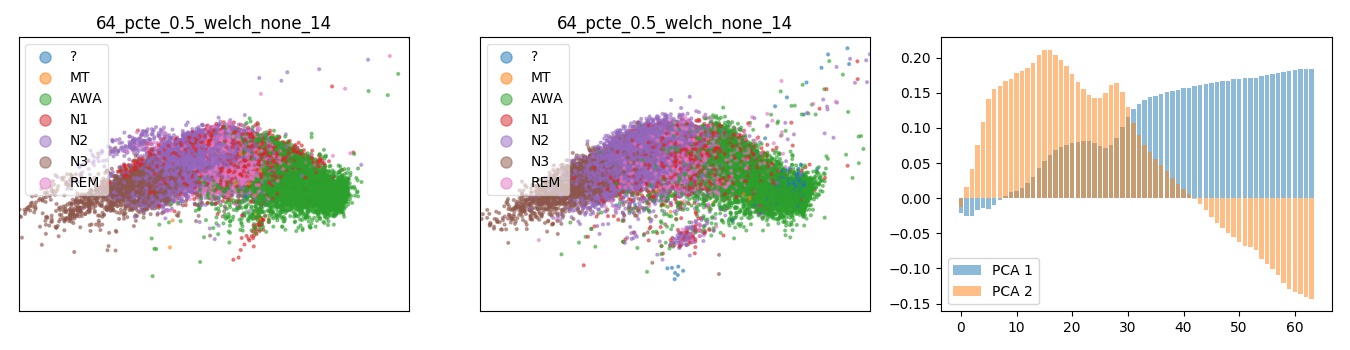 64_pcte_0.5_welch_none_14
?
MT
AWA
N1
N2
N3
REM
64_pcte_0.5_welch_none_14
?
MT
AWA
N1
N2
N3
REM
0.20
0.15
0.10
0.05
0.00
−0.05
−0.10
−0.15
PCA 1
PCA 2
0 10 20 30 40 50 60